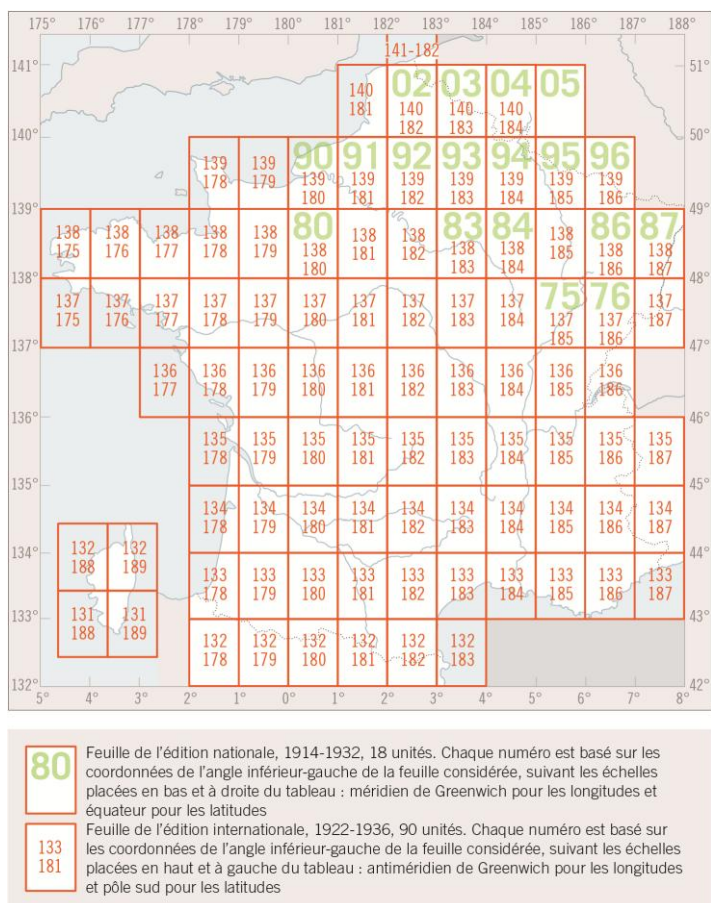 175° 176° 177° 178° 179° 180° 181° 182° 183° 184° 185° 186° 187° 188°
141-182
141° 51°
02 03 04 05
140 140 140 140
181 182 183 184
140° 50°
90 91 92 93 94 95 96
139 139 139 139 139 139 139 139 139
178 179 180 181 182 183 184 185 186
139° 49°
80 83 84 86 87
138 138 138 138 138 138 138 138 138 138 138 138 138
175 176 177 178 179 180 181 182 183 184 185 186 187
138° 48°
75 76
137 137 137 137 137 137 137 137 137 137 137 137 137
175 176 177 178 179 180 181 182 183 184 185 186 187
137° 47°
136 136 136 136 136 136 136 136 136 136
177 178 179 180 181 182 183 184 185 186
136° 46°
135 135 135 135 135 135 135 135 135 135
178 179 180 181 182 183 184 185 186 187
135° 45°
134 134 134 134 134 134 134 134 134 134
178 179 180 181 182 183 184 185 186 187
134° 44°
132 132
188 189
133 133 133 133 133 133 133 133 133 133
178 179 180 181 182 183 184 185 186 187
133° 43°
131 131
188 189
132 132 132 132 132 132
178 179 180 181 182 183
132° 42°
5° 4° 3° 2° 1° 0° 1° 2° 3° 4° 5° 6° 7° 8°
80
Feuille de l'édition nationale, 1914-1932, 18 unités. Chaque numéro est basé sur les
coordonnées de l'angle inférieur-gauche de la feuille considérée, suivant les échelles
placées en bas et à droite du tableau : méridien de Greenwich pour les longitudes et
équateur pour les latitudes
133
181
Feuille de l'édition internationale, 1922-1936, 90 unités. Chaque numéro est basé sur
les coordonnées de l'angle inférieur-gauche de la feuille considérée, suivant les échelles
placées en haut et à gauche du tableau : antiméridien de Greenwich pour les longitudes
et pôle sud pour les latitudes